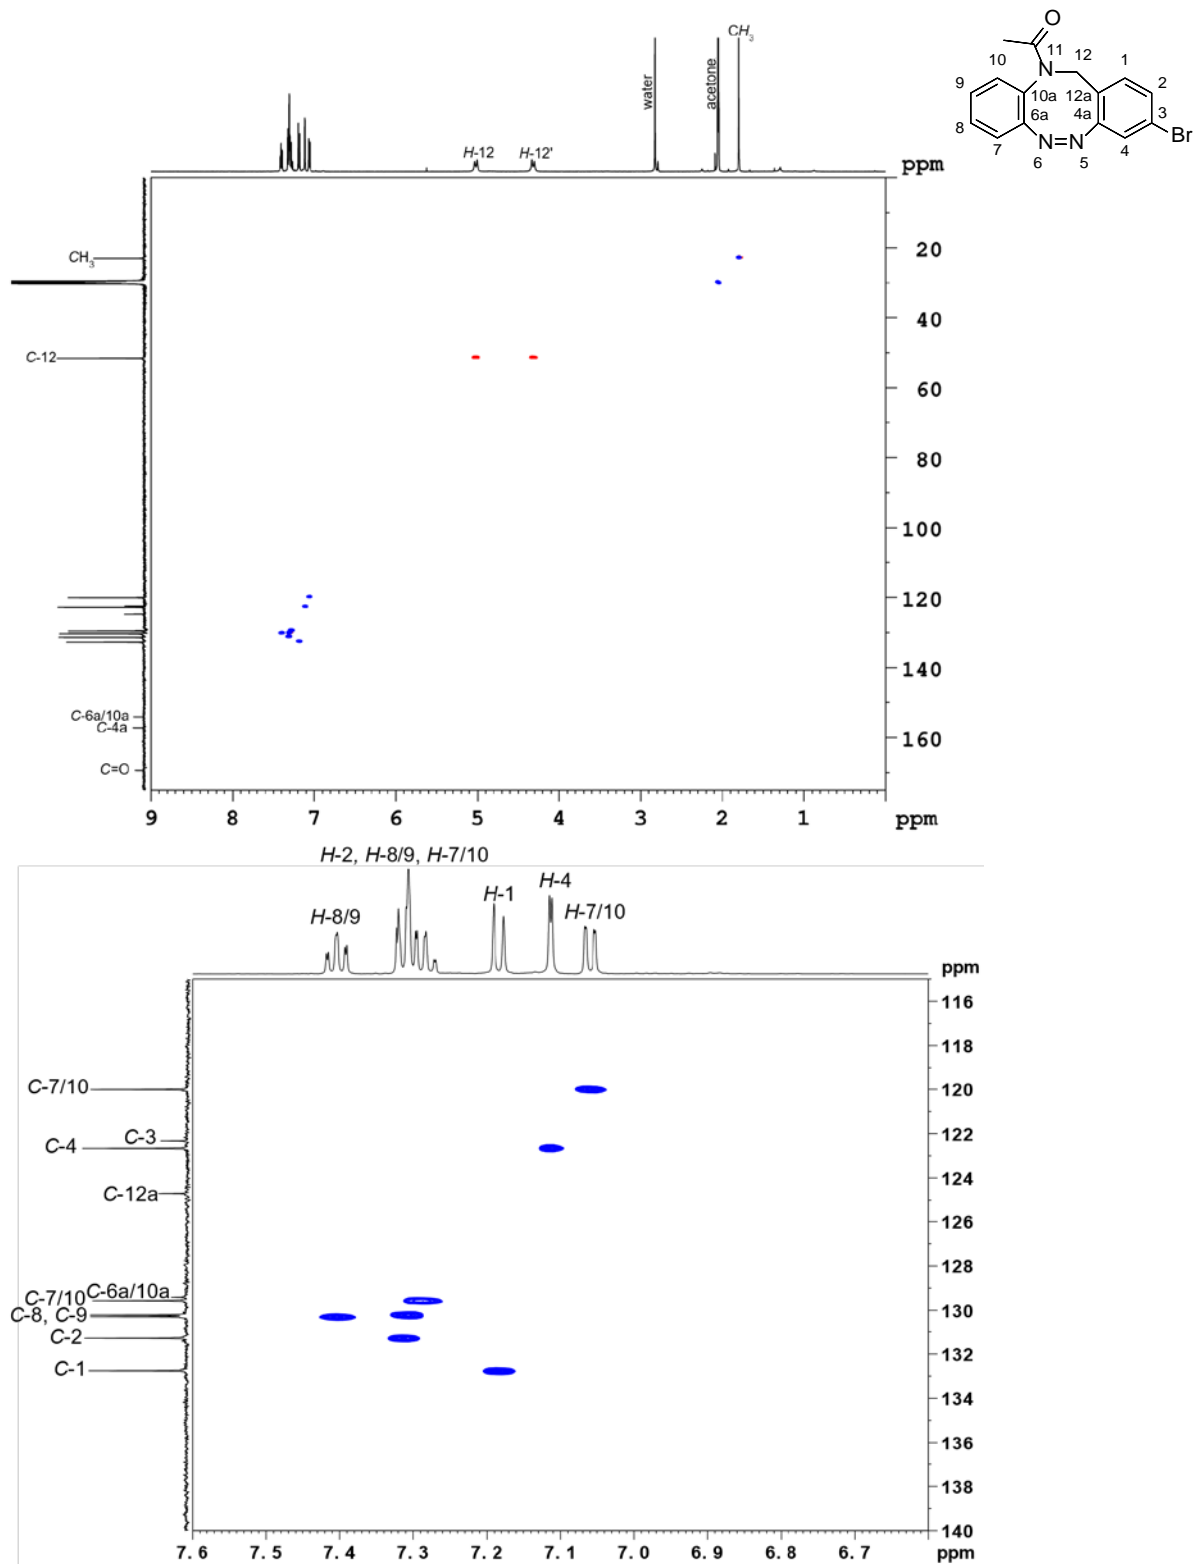 O
N
11
12
10
1
9
10a
12a
2
6a
4a
3
8
Br
7
N
N
4
6
5
water
acetone
CH3
H-12
H-12'
ppm
CH3
C-12
C-6a/10a
C-4a
C=O
20
40
60
80
100
120
140
160
9 8 7 6 5 4 3 2 1 ppm
H-2, H-8/9, H-7/10
H-8/9
H-1
H-4
H-7/10
ppm
C-7/10
C-3
C-4
C-12a
C-6a/10a
C-7/10
C-8, C-9
C-2
C-1
116
118
120
122
124
126
128
130
132
134
136
138
140
7.6 7.5 7.4 7.3 7.2 7.1 7.0 6.9 6.8 6.7 ppm